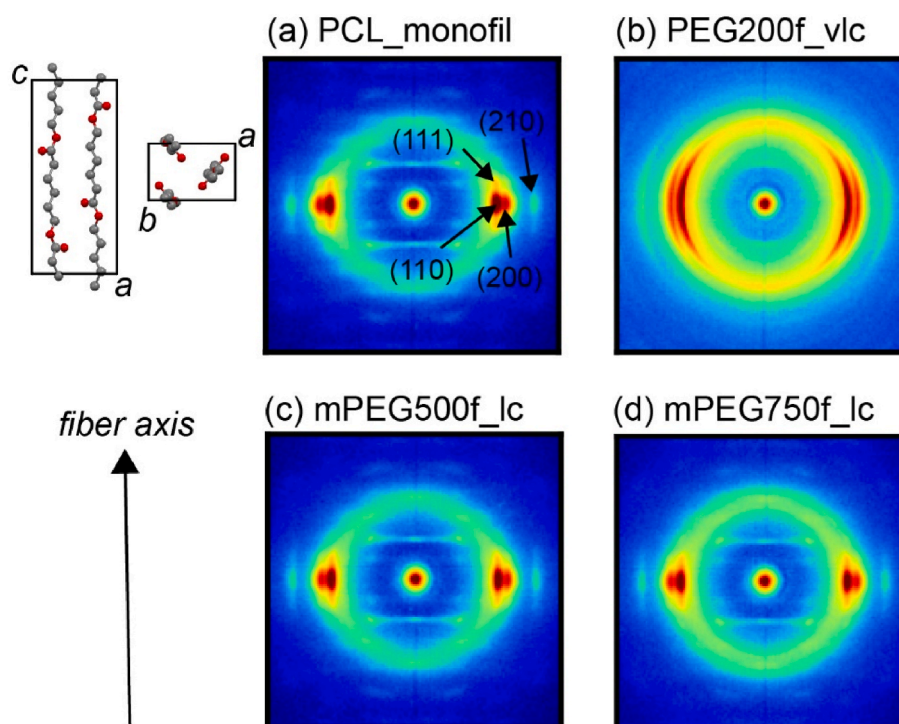 (a) PCL_monofil
(b) PEG200f_vlc
c
a
b
a
(111)
(210)
(110)
(200)
fiber axis
(c) mPEG500f_lc
(d) mPEG750f_lc